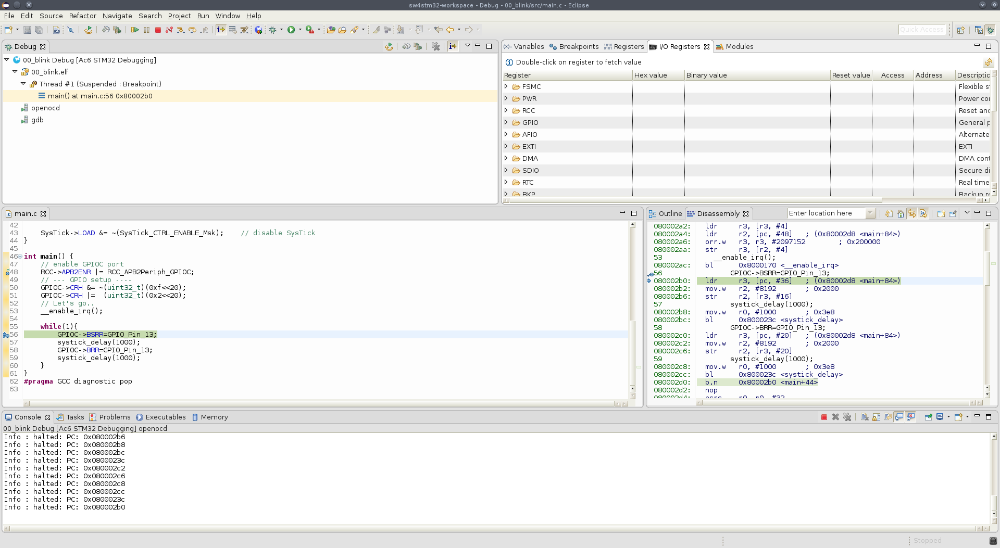 sw4stm32-workspace - Debug - 00_blink/src/main.c - Eclipse
File Edit Source Refactor Navigate Search Project Run Window Help
Quick Access
Debug
00_blink Debug [Ac6 STM32 Debugging]
00_blink.elf
Thread #1 (Suspended : Breakpoint)
main() at main.c:56 0x80002b0
openocd
gdb
(x)= Variables Breakpoints Registers I/O Registers Modules
Double-click on register to fetch value
Register Hex value Binary value Reset value Access Address Descriptio
FSMC Flexible s
PWR Power co
RCC Reset and
GPIO General p
AFIO Alternate
EXTI EXTI
DMA DMA cont
SDIO Secure di
RTC Real time
BKP Backup re
main.c
42
43 SysTick->LOAD &= ~(SysTick_CTRL_ENABLE_Msk); // disable SysTick
44 }
45
46 int main() {
47 // enable GPIOC port
48 RCC->APB2ENR |= RCC_APB2Periph_GPIOC;
49 // --- GPIO setup ----
50 GPIOC->CRH &= ~(uint32_t)(0xf<<20);
51 GPIOC->CRH |=  (uint32_t)(0x2<<20);
52 // Let's go..
53 __enable_irq();
54
55 while(1){
56 GPIOC->BSRR=GPIO_Pin_13;
57 systick_delay(1000);
58 GPIOC->BRR=GPIO_Pin_13;
59 systick_delay(1000);
60 }
61 }
62 #pragma GCC diagnostic pop
63
Outline Disassembly Enter location here
080002a2: ldr r3, [r3, #4]
080002a4: ldr r2, [pc, #48] ; (0x80002d8 <main+84>)
080002a6: orr.w r3, r3, #2097152 ; 0x200000
080002aa: str r3, [r2, #4]
53 __enable_irq();
080002ac: bl 0x8000170 <__enable_irq>
56 GPIOC->BSRR=GPIO_Pin_13;
080002b0: ldr r3, [pc, #36] ; (0x80002d8 <main+84>)
080002b2: mov.w r2, #8192 ; 0x2000
080002b6: str r2, [r3, #16]
57 systick_delay(1000);
080002b8: mov.w r0, #1000 ; 0x3e8
080002bc: bl 0x800023c <systick_delay>
58 GPIOC->BRR=GPIO_Pin_13;
080002c0: ldr r3, [pc, #20] ; (0x80002d8 <main+84>)
080002c2: mov.w r2, #8192 ; 0x2000
080002c6: str r2, [r3, #20]
59 systick_delay(1000);
080002c8: mov.w r0, #1000 ; 0x3e8
080002cc: bl 0x800023c <systick_delay>
080002d0: b.n 0x80002b0 <main+44>
080002d2: nop
080002d4: asrs r0, r0, #32
Console Tasks Problems Executables Memory
00_blink Debug [Ac6 STM32 Debugging] openocd
Info : halted: PC: 0x080002b6
Info : halted: PC: 0x080002b8
Info : halted: PC: 0x080002bc
Info : halted: PC: 0x0800023c
Info : halted: PC: 0x080002c2
Info : halted: PC: 0x080002c6
Info : halted: PC: 0x080002c8
Info : halted: PC: 0x080002cc
Info : halted: PC: 0x0800023c
Info : halted: PC: 0x080002b0
Stopped